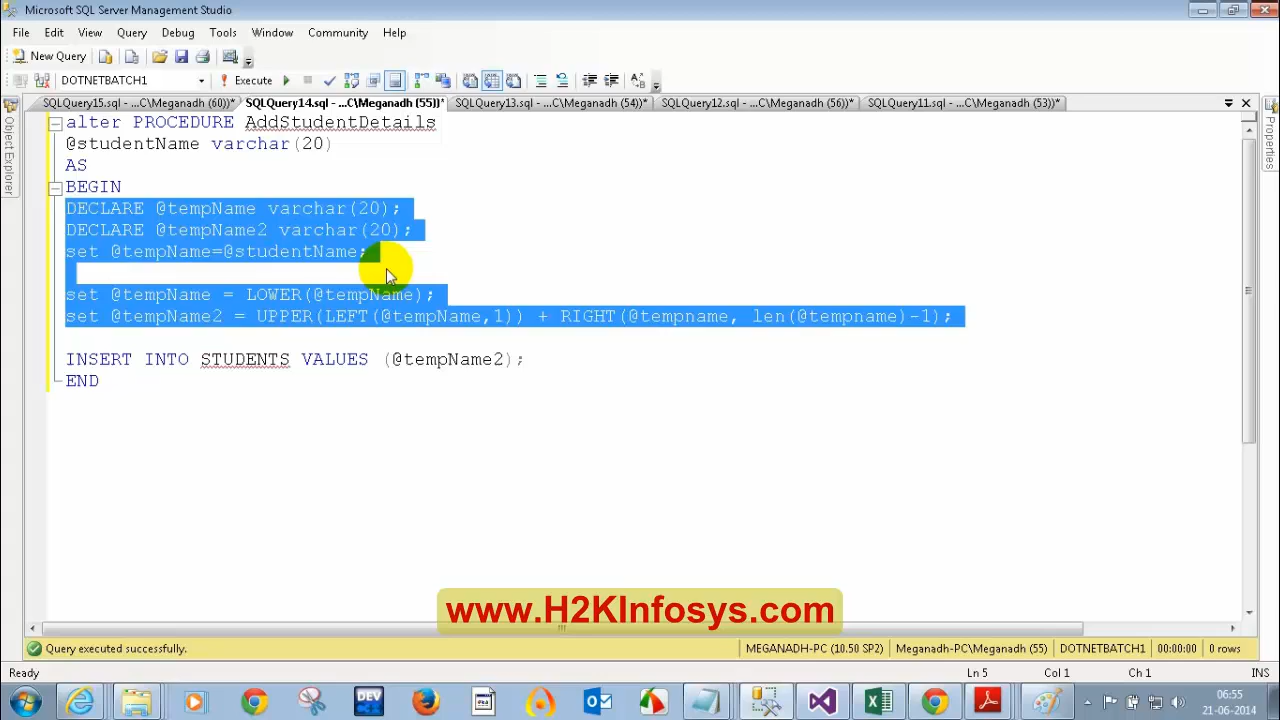 Microsoft SQL Server Management Studio
File Edit View Query Debug Tools Window Community Help
New Query
DOTNETBATCH1 Execute
SQLQuery15.sql - ...C\Meganadh (60))* SQLQuery14.sql - ...C\Meganadh (55))* SQLQuery13.sql - ...C\Meganadh (54))* SQLQuery12.sql - ...C\Meganadh (56))* SQLQuery11.sql - ...C\Meganadh (53))*
Object Explorer
Properties
alter PROCEDURE AddStudentDetails
@studentName varchar(20)
AS
BEGIN
DECLARE @tempName varchar(20);
DECLARE @tempName2 varchar(20);
set @tempName=@studentName;
set @tempName = LOWER(@tempName);
set @tempName2 = UPPER(LEFT(@tempName,1)) + RIGHT(@tempname, len(@tempname)-1);
INSERT INTO STUDENTS VALUES (@tempName2);
END
www.H2KInfosys.com
Query executed successfully. MEGANADH-PC (10.50 SP2) Meganadh-PC\Meganadh (55) DOTNETBATCH1 00:00:00 0 rows
Ready Ln 5 Col 1 Ch 1 INS
DEV
06:55
21-06-2014